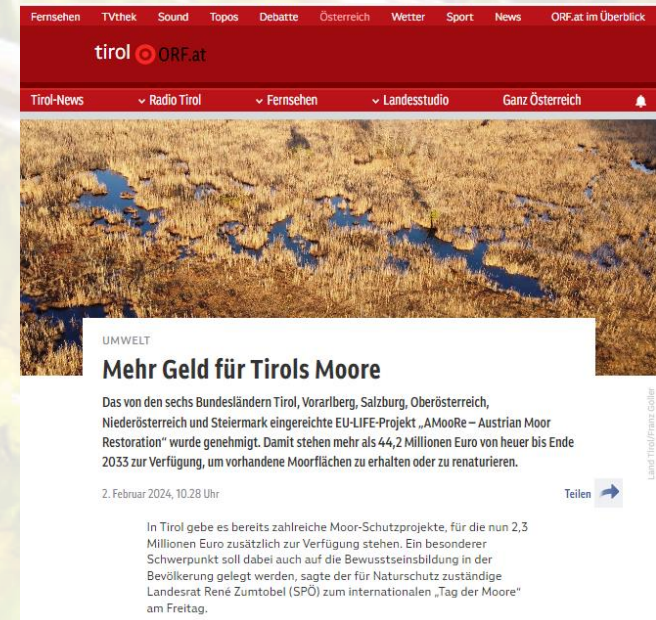 Fernsehen TVthek Sound Topos Debatte Österreich Wetter Sport News ORF.at im Überblick
tirol ORF.at
Tirol-News Radio Tirol Fernsehen Landesstudio Ganz Österreich
UMWELT
Mehr Geld für Tirols Moore
Das von den sechs Bundesländern Tirol, Vorarlberg, Salzburg, Oberösterreich,
Niederösterreich und Steiermark eingereichte EU-LIFE-Projekt „AMooRe – Austrian Moor
Restoration“ wurde genehmigt. Damit stehen mehr als 44,2 Millionen Euro von heuer bis Ende
2033 zur Verfügung, um vorhandene Moorflächen zu erhalten oder zu renaturieren.
Land Tirol/Franz Goller
2. Februar 2024, 10.28 Uhr Teilen
In Tirol gebe es bereits zahlreiche Moor-Schutzprojekte, für die nun 2,3
Millionen Euro zusätzlich zur Verfügung stehen. Ein besonderer
Schwerpunkt soll dabei auch auf die Bewusstseinsbildung in der
Bevölkerung gelegt werden, sagte der für Naturschutz zuständige
Landesrat René Zumtobel (SPÖ) zum internationalen „Tag der Moore“
am Freitag.